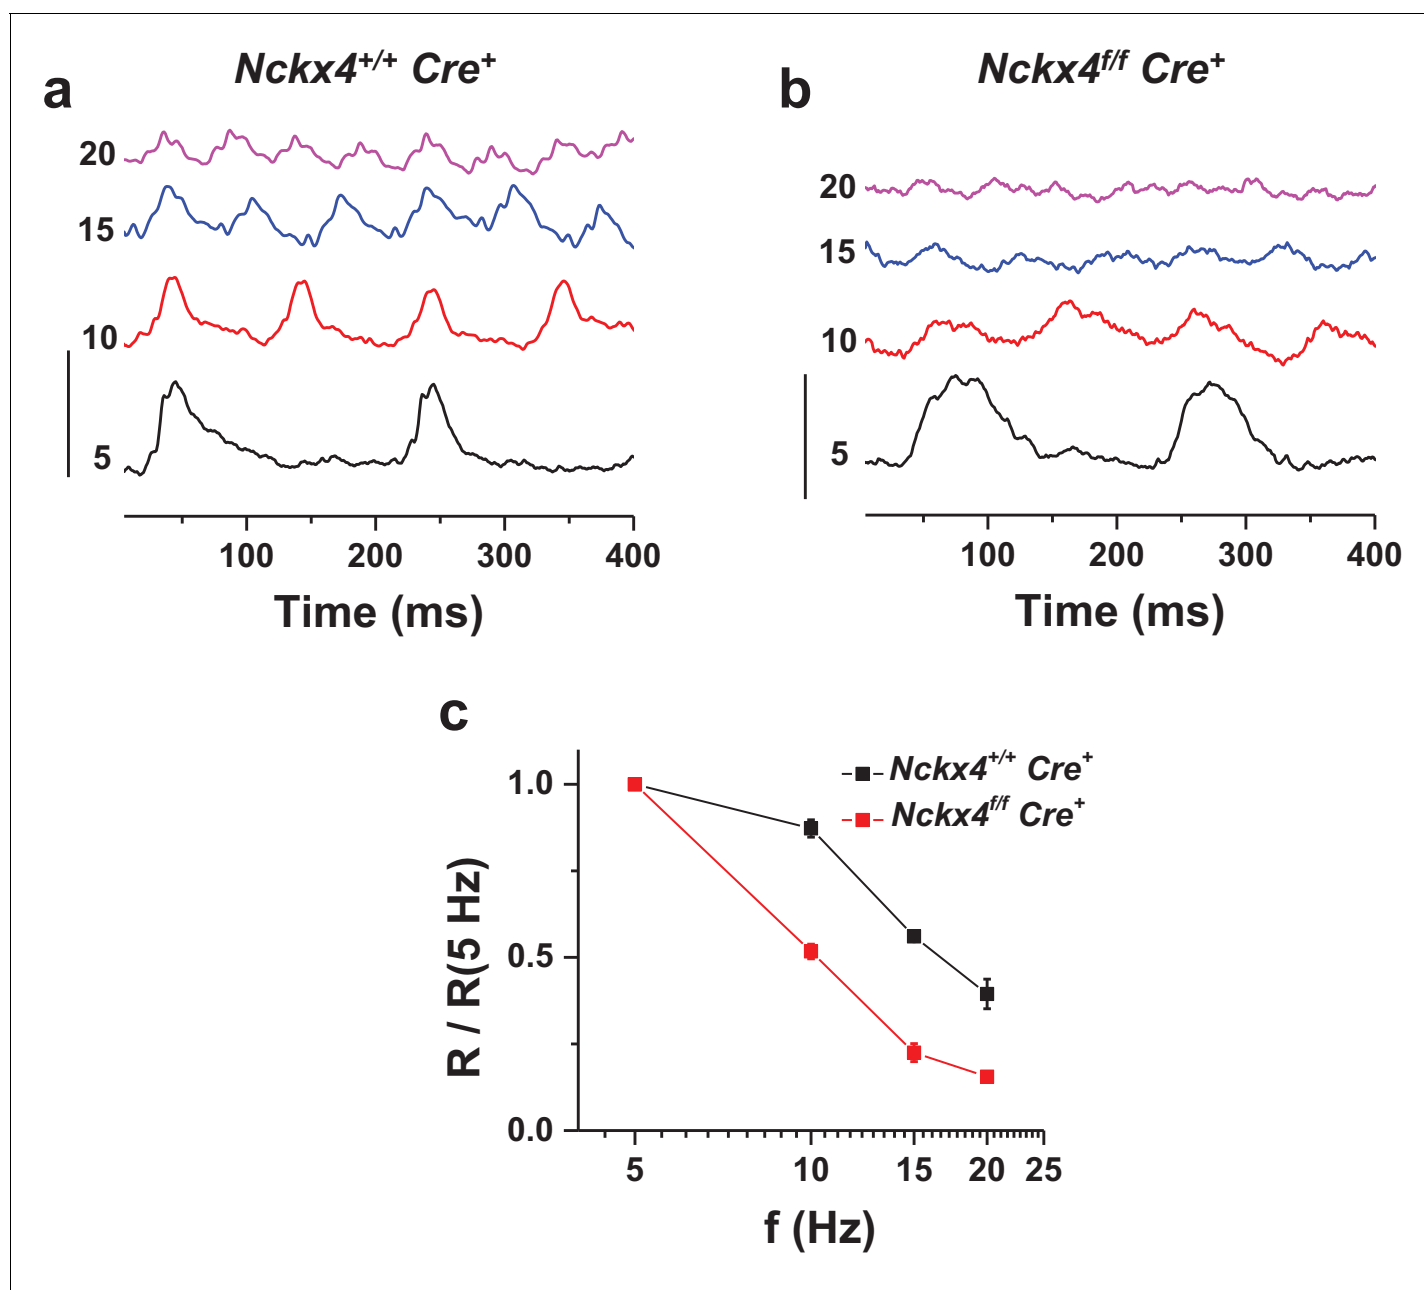 a
Nckx4+/+ Cre+
20
15
10
5
100 200 300 400
Time (ms)
b
Nckx4f/f Cre+
20
15
10
5
100 200 300 400
Time (ms)
c
Nckx4+/+ Cre+
Nckx4f/f Cre+
R / R(5 Hz)
1.0
0.5
0.0
5 10 15 20 25
f (Hz)